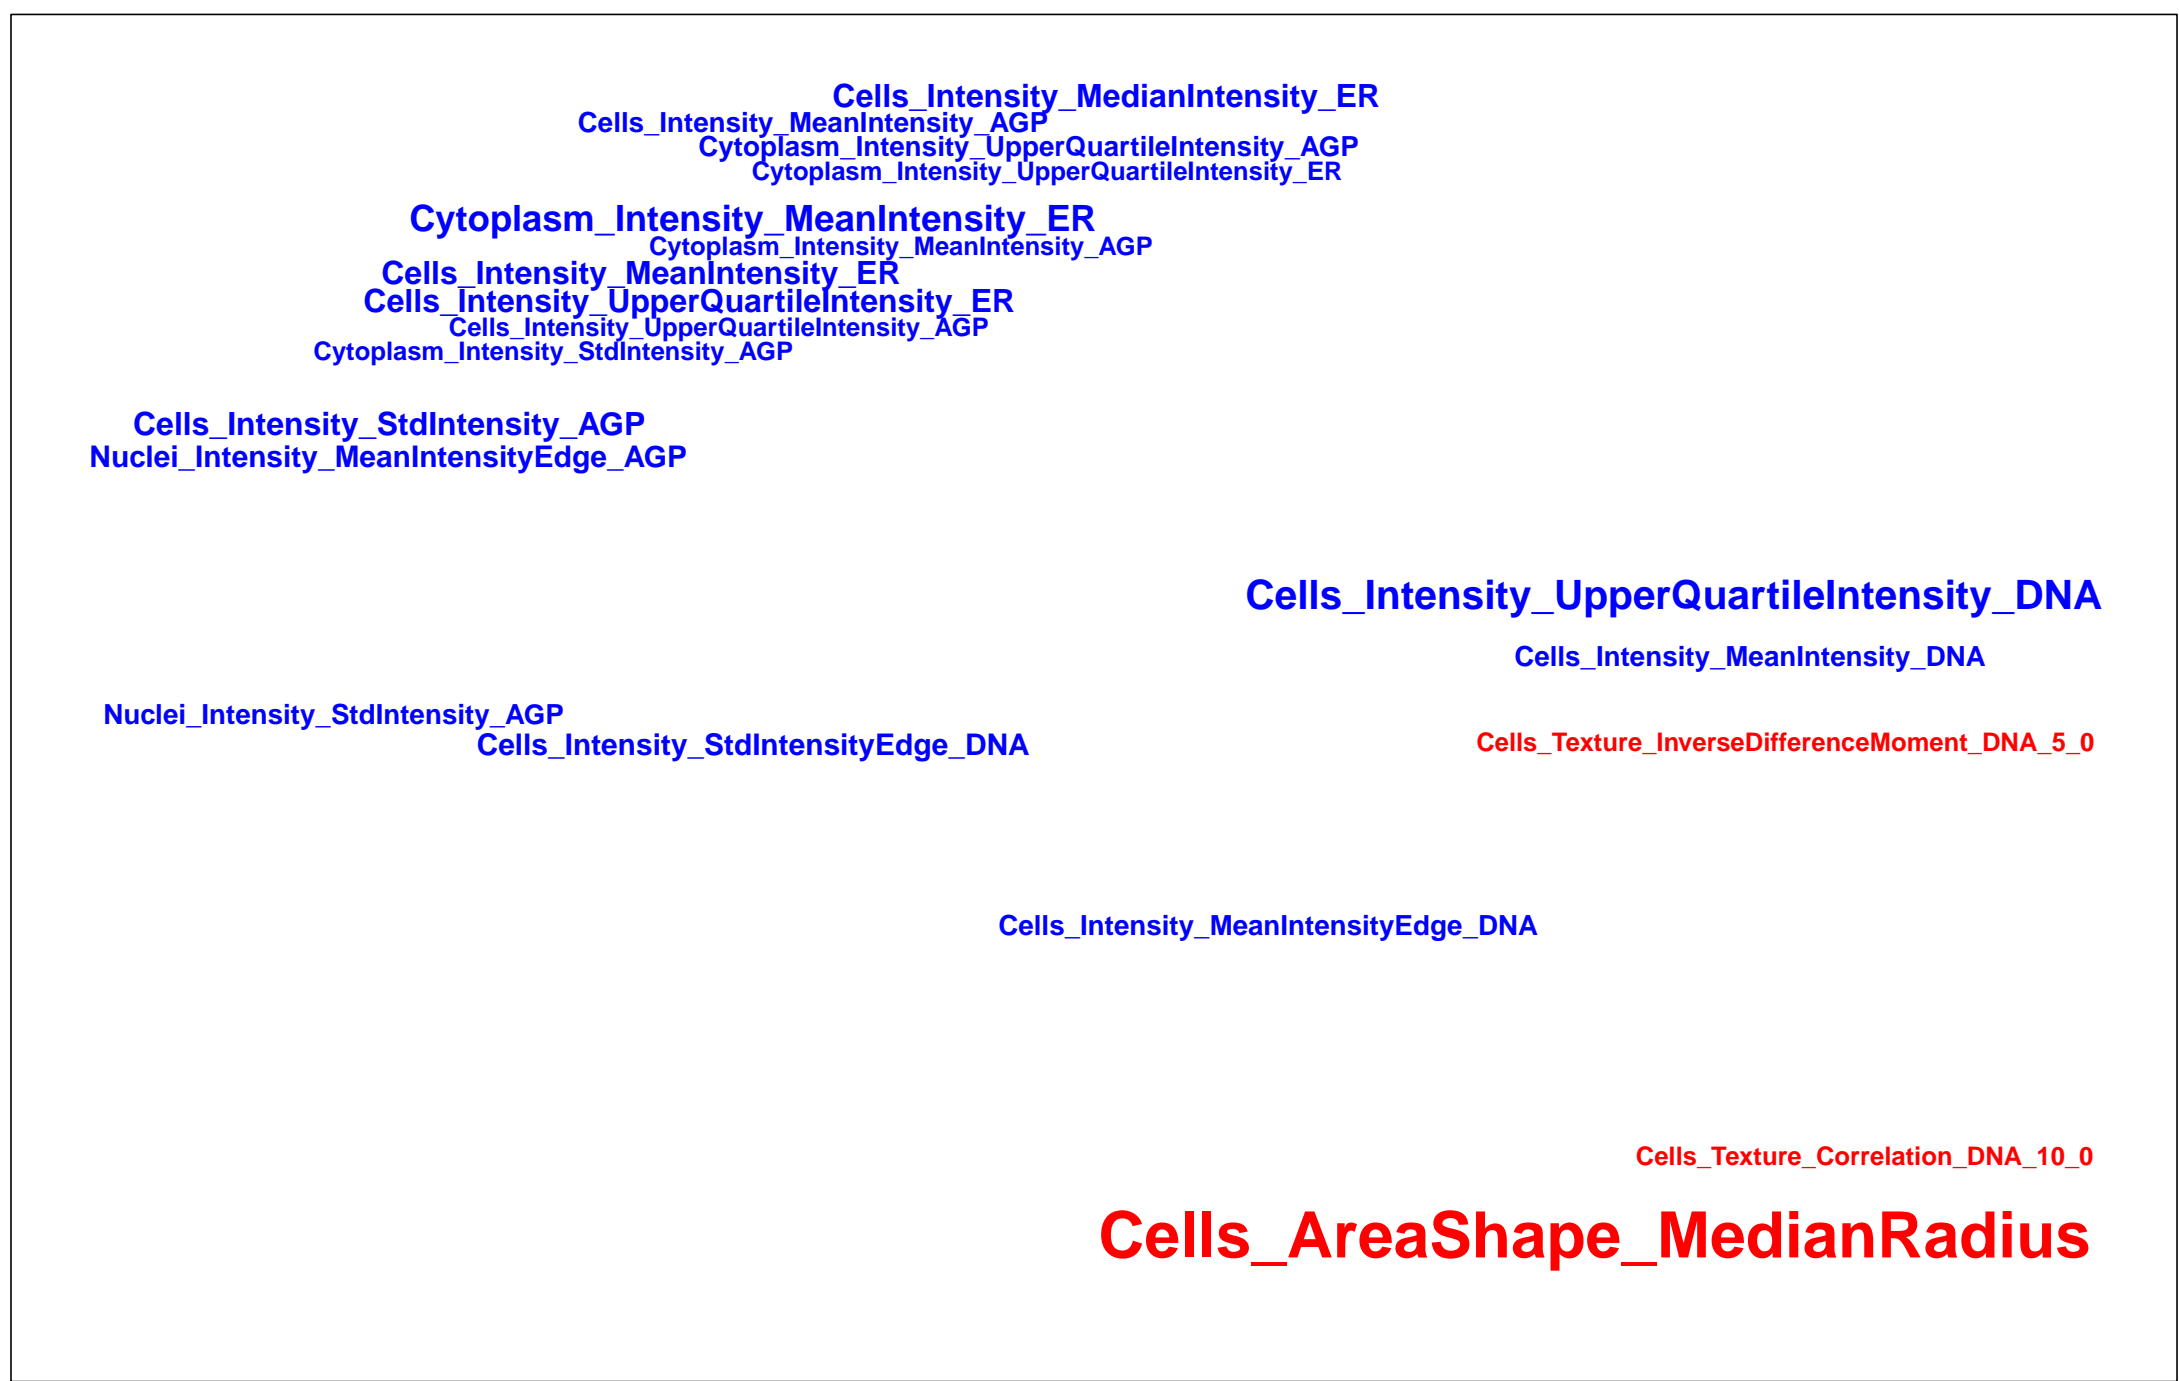 Cells_Intensity_MedianIntensity_ER
Cells_Intensity_MeanIntensity_AGP
Cytoplasm_Intensity_UpperQuartileIntensity_AGP
Cytoplasm_Intensity_UpperQuartileIntensity_ER
Cytoplasm_Intensity_MeanIntensity_ER
Cytoplasm_Intensity_MeanIntensity_AGP
Cells_Intensity_MeanIntensity_ER
Cells_Intensity_UpperQuartileIntensity_ER
Cells_Intensity_UpperQuartileIntensity_AGP
Cytoplasm_Intensity_StdIntensity_AGP
Cells_Intensity_StdIntensity_AGP
Nuclei_Intensity_MeanIntensityEdge_AGP
Cells_Intensity_UpperQuartileIntensity_DNA
Cells_Intensity_MeanIntensity_DNA
Nuclei_Intensity_StdIntensity_AGP
Cells_Intensity_StdIntensityEdge_DNA
Cells_Texture_InverseDifferenceMoment_DNA_5_0
Cells_Intensity_MeanIntensityEdge_DNA
Cells_Texture_Correlation_DNA_10_0
Cells_AreaShape_MedianRadius